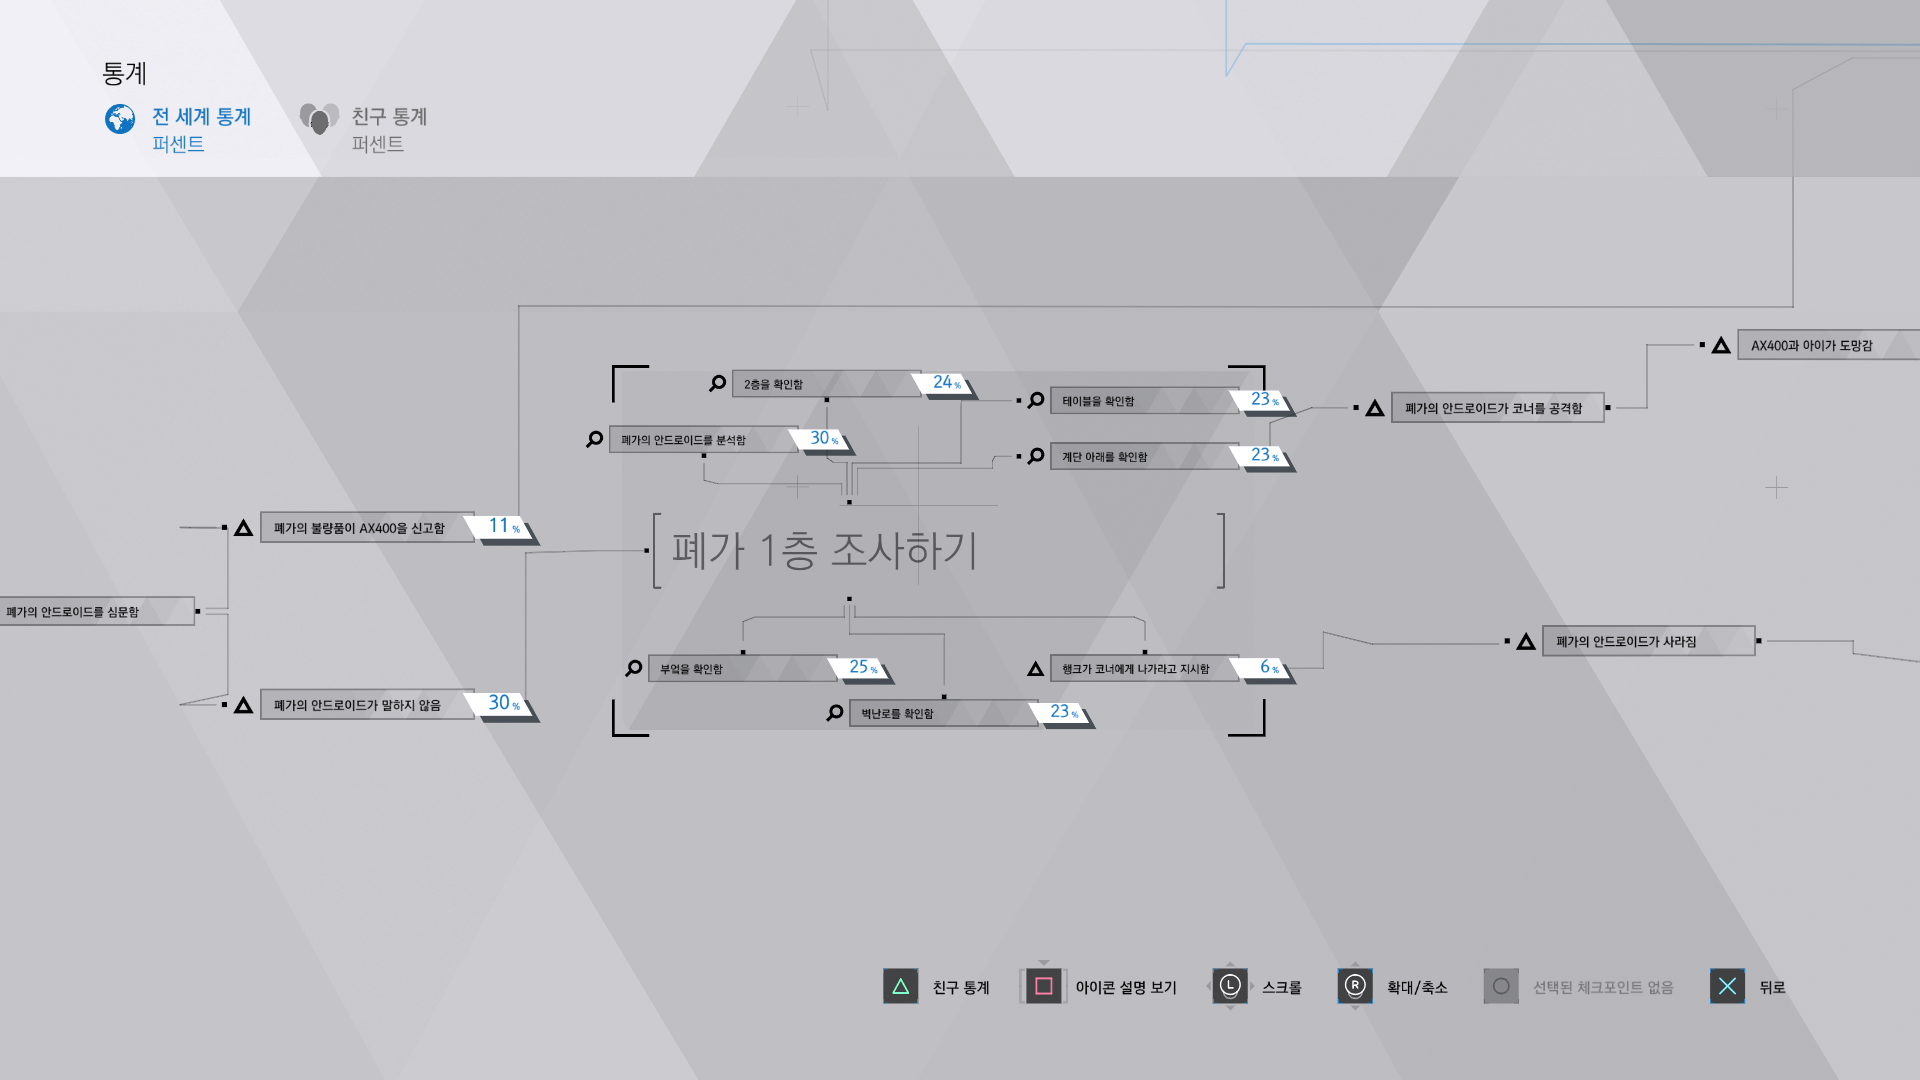 통계
전 세계 통계
퍼센트
친구 통계
퍼센트
AX400과 아이가 도망감
2층을 확인함
24%
테이블을 확인함
23%
폐가의 안드로이드가 코너를 공격함
폐가의 안드로이드를 분석함
30%
계단 아래를 확인함
23%
폐가의 불량품이 AX400을 신고함
11%
폐가 1층 조사하기
폐가의 안드로이드를 심문함
폐가의 안드로이드가 사라짐
부엌을 확인함
25%
행크가 코너에게 나가라고 지시함
6%
폐가의 안드로이드가 말하지 않음
30%
벽난로를 확인함
23%
친구 통계
아이콘 설명 보기
L
스크롤
R
확대/축소
선택된 체크포인트 없음
뒤로